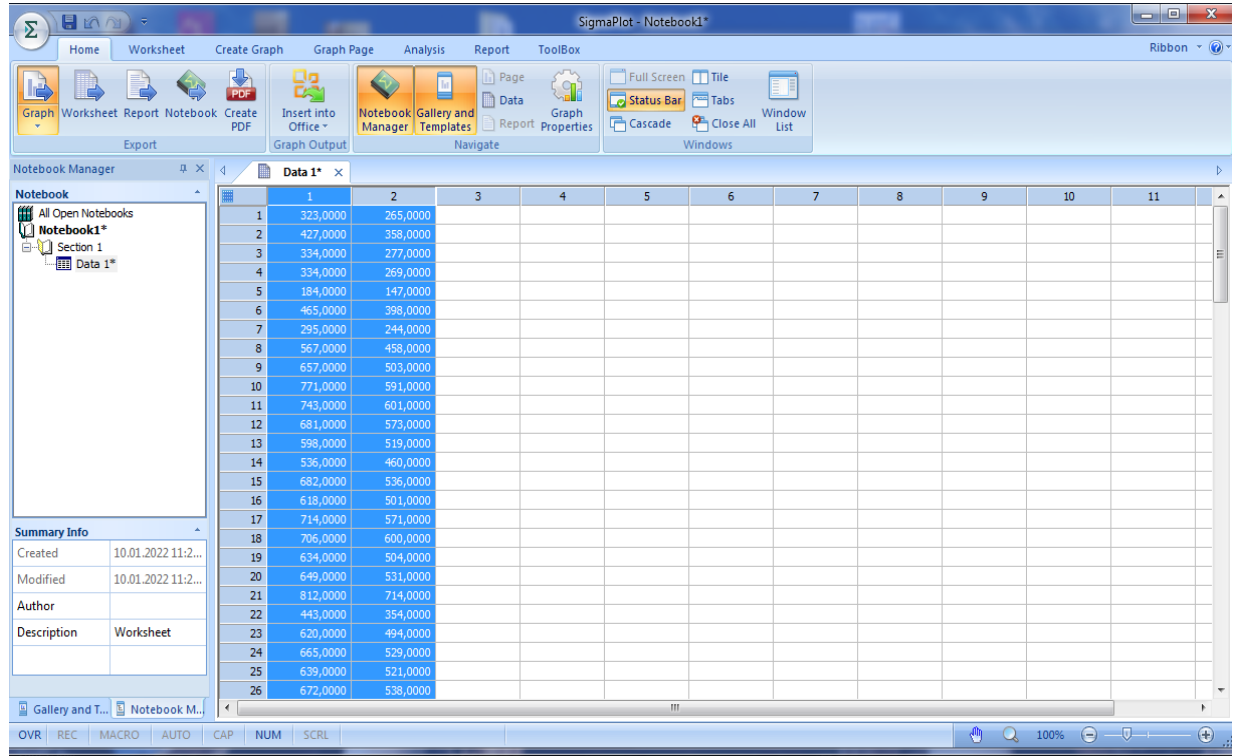 SigmaPlot - Notebook1*
Home Worksheet Create Graph Graph Page Analysis Report ToolBox Ribbon
Graph Worksheet Report Notebook Create PDF
Export
Insert into Office
Graph Output
Notebook Manager Gallery and Templates Page Data Report Graph Properties
Navigate
Full Screen Tile
Status Bar Tabs
Cascade Close All
Window List
Windows
Notebook Manager
Data 1*
Notebook
All Open Notebooks
Notebook1*
Section 1
Data 1*
1 2 3 4 5 6 7 8 9 10 11
1 323,0000 265,0000
2 427,0000 358,0000
3 334,0000 277,0000
4 334,0000 269,0000
5 184,0000 147,0000
6 465,0000 398,0000
7 295,0000 244,0000
8 567,0000 458,0000
9 657,0000 503,0000
10 771,0000 591,0000
11 743,0000 601,0000
12 681,0000 573,0000
13 598,0000 519,0000
14 536,0000 460,0000
15 682,0000 536,0000
16 618,0000 501,0000
17 714,0000 571,0000
18 706,0000 600,0000
19 634,0000 504,0000
20 649,0000 531,0000
21 812,0000 714,0000
22 443,0000 354,0000
23 620,0000 494,0000
24 665,0000 529,0000
25 639,0000 521,0000
26 672,0000 538,0000
Summary Info
Created 10.01.2022 11:2...
Modified 10.01.2022 11:2...
Author
Description Worksheet
Gallery and T... Notebook M...
OVR REC MACRO AUTO CAP NUM SCRL 100%